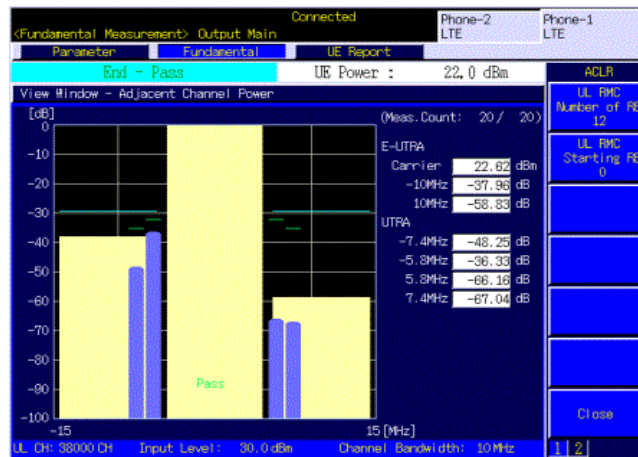 Connected
<Fundamental Measurement> Output Main
Phone-2
LTE
Phone-1
LTE
Parameter
Fundamental
UE Report
End - Pass
UE Power : 22.0 dBm
ACLR
View Window - Adjacent Channel Power
UL RMC
Number of RB
12
UL RMC
Starting RB
0
Close
1 2
[dB]
0
-10
-20
-30
-40
-50
-60
-70
-80
-90
-100
Pass
-15
15 [MHz]
(Meas.Count: 20 / 20)
E-UTRA
Carrier 22.62 dBm
-10MHz -37.96 dB
10MHz -58.83 dB
UTRA
-7.4MHz -48.25 dB
-5.8MHz -36.33 dB
5.8MHz -66.16 dB
7.4MHz -67.04 dB
UL CH: 38000 CH Input Level: 30.0 dBm Channel Bandwidth: 10 MHz